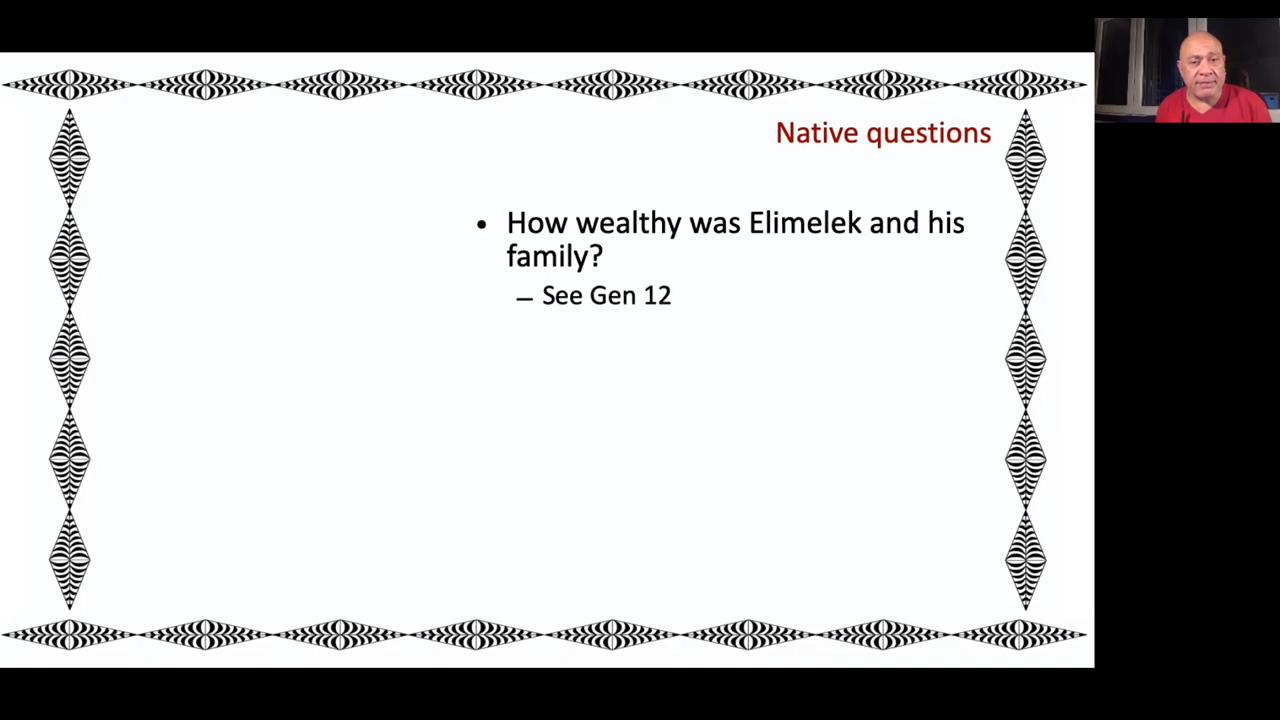 Native questions
• How wealthy was Elimelek and his
family?
– See Gen 12